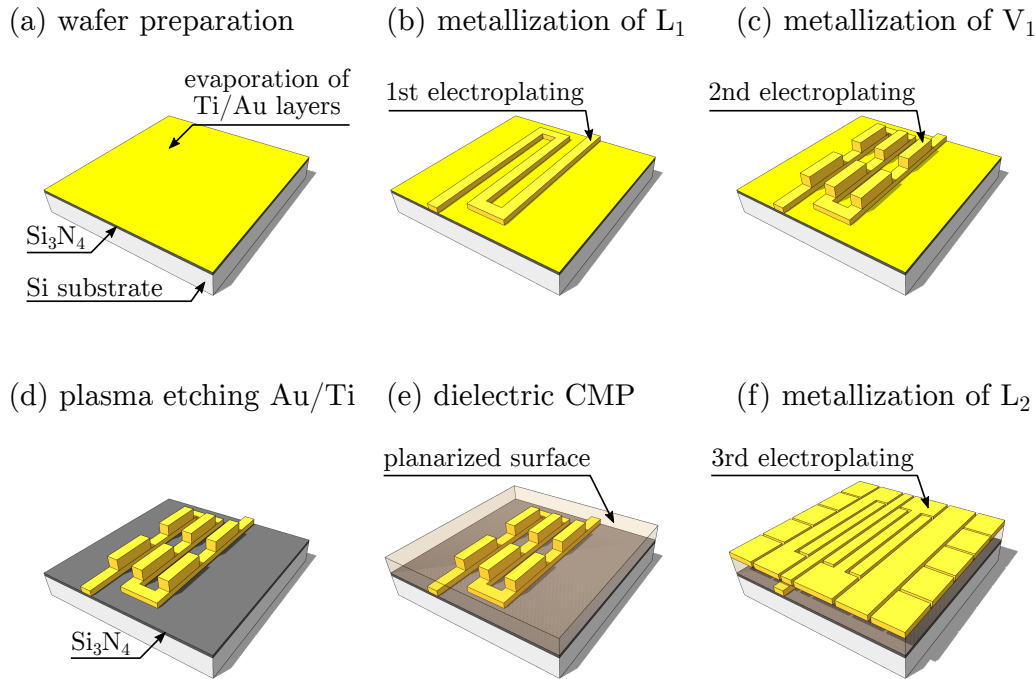 (a) wafer preparation
(b) metallization of L₁
(c) metallization of V₁
evaporation of
Ti/Au layers
Si₃N₄
Si substrate
1st electroplating
2nd electroplating
(d) plasma etching Au/Ti
(e) dielectric CMP
(f) metallization of L₂
Si₃N₄
planarized surface
3rd electroplating